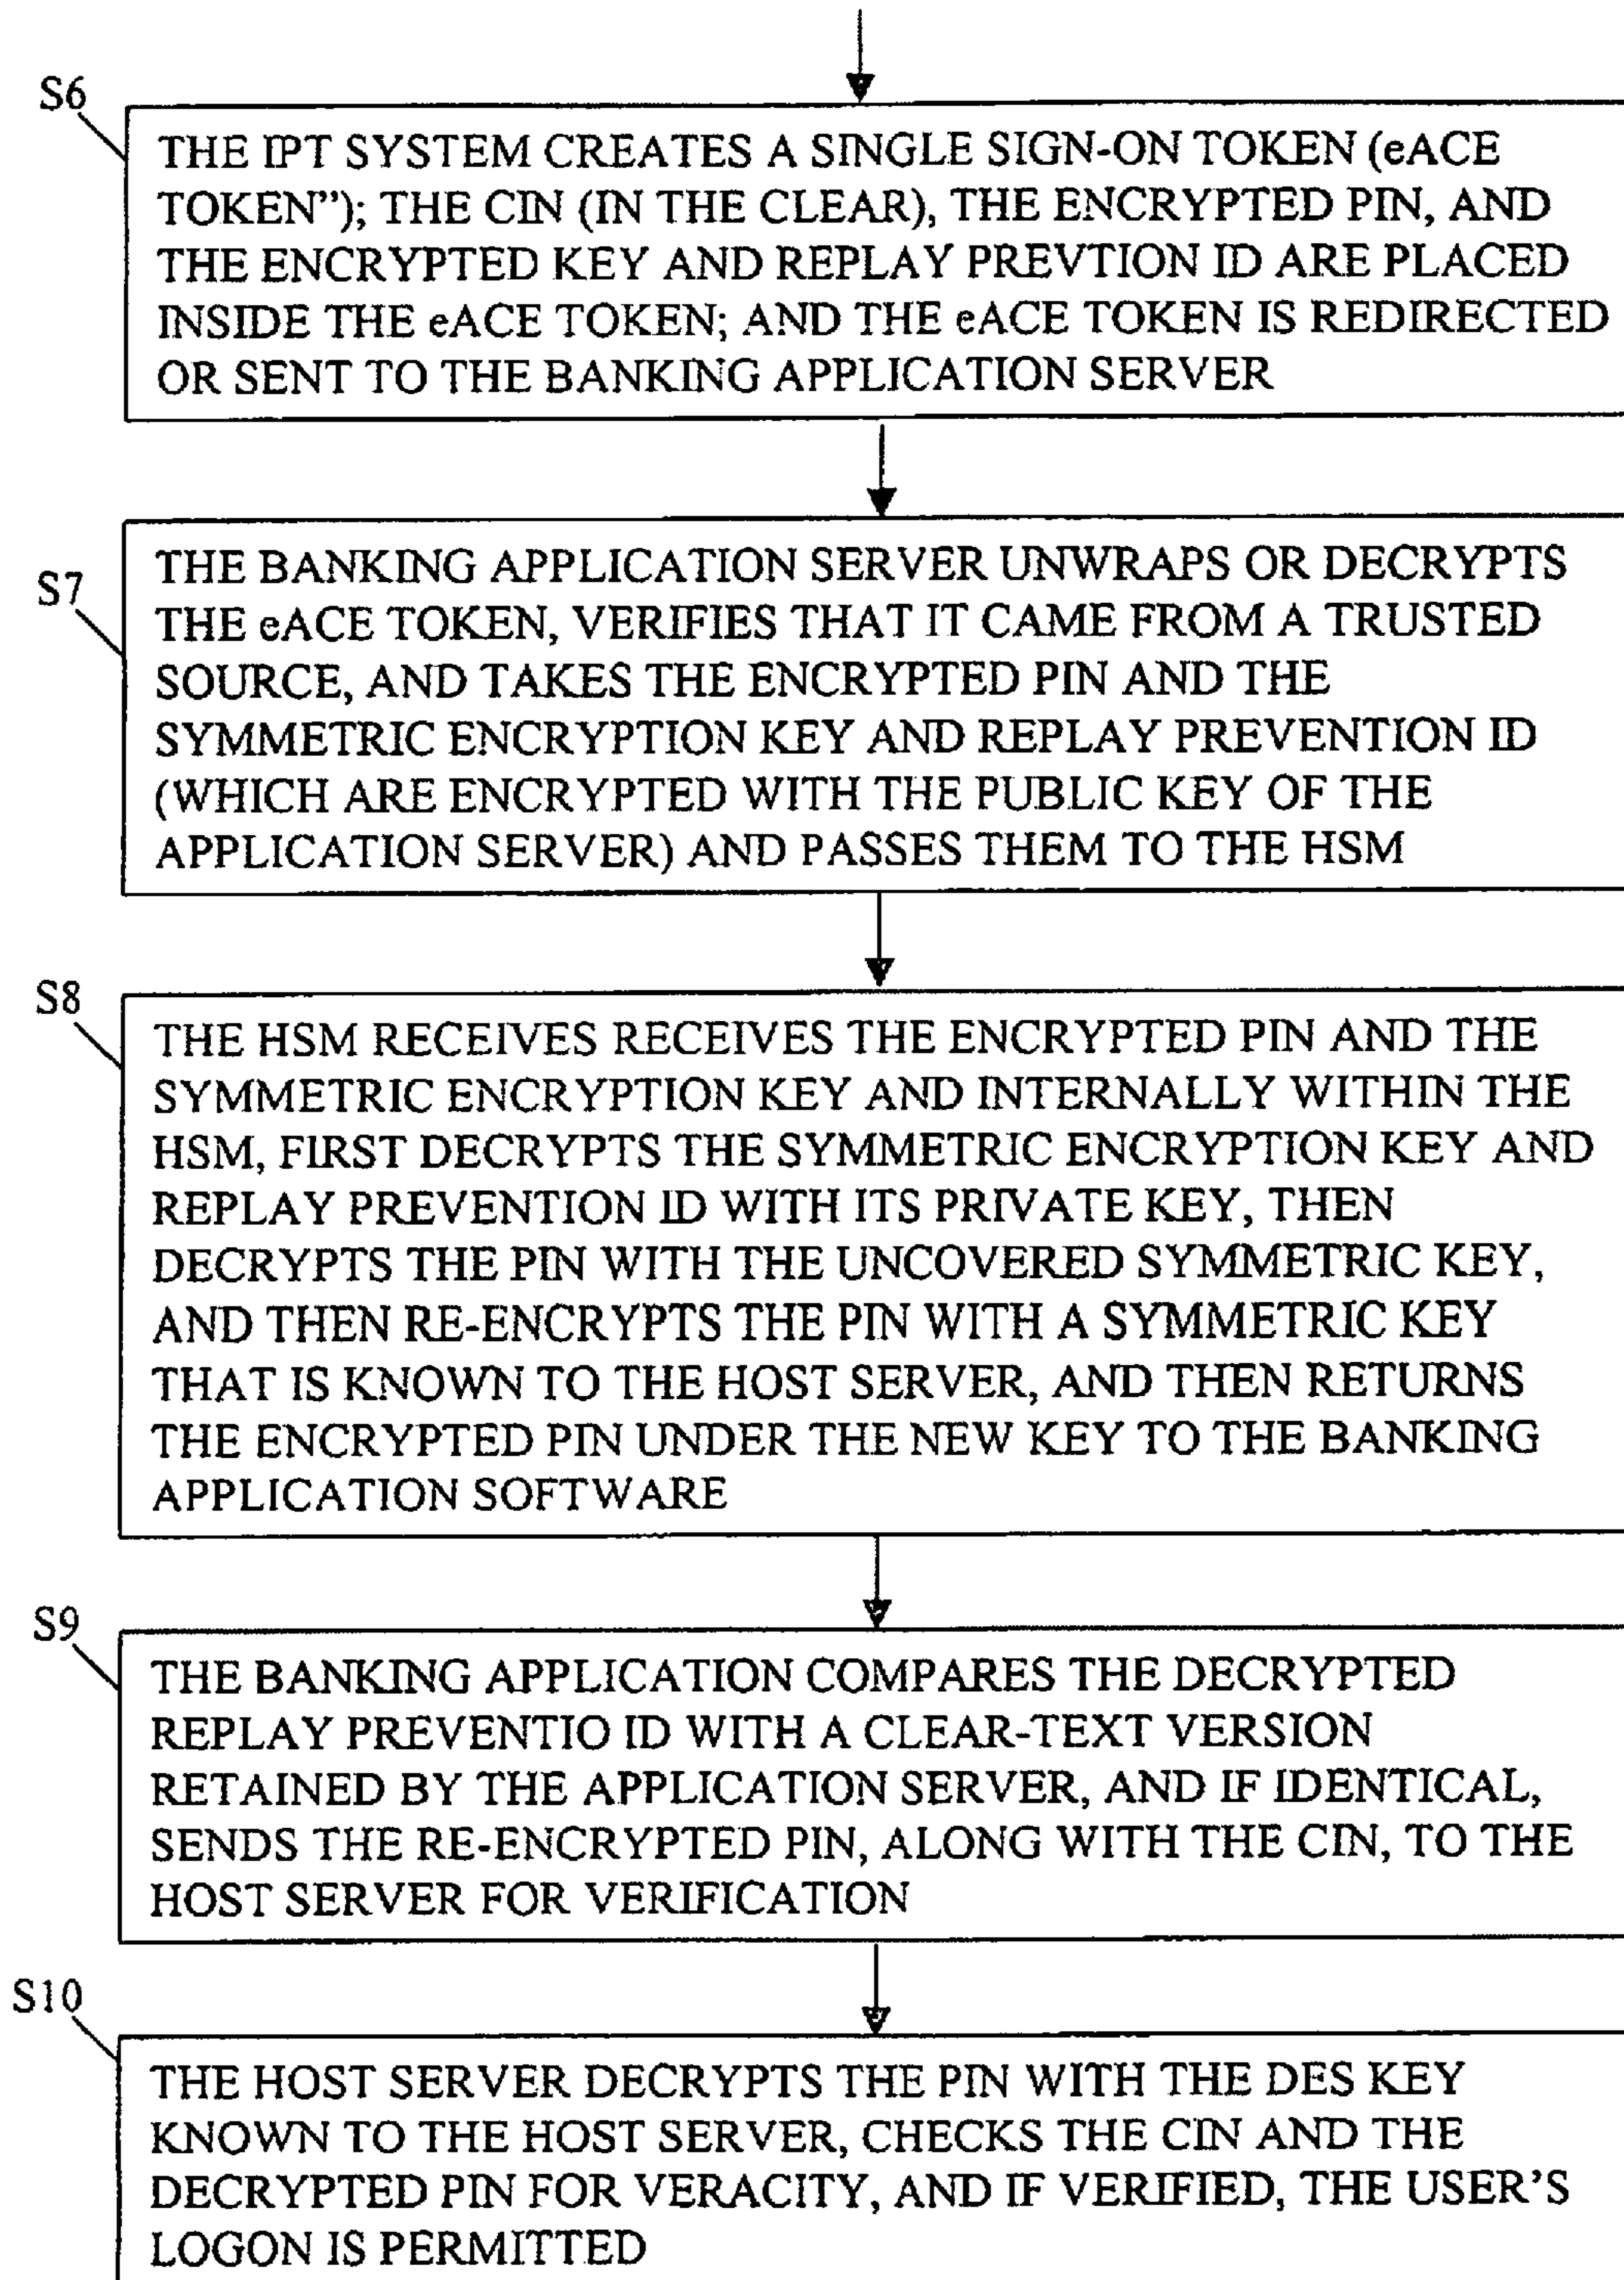 S6
THE IPT SYSTEM CREATES A SINGLE SIGN-ON TOKEN (eACE
TOKEN”); THE CIN (IN THE CLEAR), THE ENCRYPTED PIN, AND
THE ENCRYPTED KEY AND REPLAY PREVTION ID ARE PLACED
INSIDE THE eACE TOKEN; AND THE eACE TOKEN IS REDIRECTED
OR SENT TO THE BANKING APPLICATION SERVER
S7
THE BANKING APPLICATION SERVER UNWRAPS OR DECRYPTS
THE eACE TOKEN, VERIFIES THAT IT CAME FROM A TRUSTED
SOURCE, AND TAKES THE ENCRYPTED PIN AND THE
SYMMETRIC ENCRYPTION KEY AND REPLAY PREVENTION ID
(WHICH ARE ENCRYPTED WITH THE PUBLIC KEY OF THE
APPLICATION SERVER) AND PASSES THEM TO THE HSM
S8
THE HSM RECEIVES RECEIVES THE ENCRYPTED PIN AND THE
SYMMETRIC ENCRYPTION KEY AND INTERNALLY WITHIN THE
HSM, FIRST DECRYPTS THE SYMMETRIC ENCRYPTION KEY AND
REPLAY PREVENTION ID WITH ITS PRIVATE KEY, THEN
DECRYPTS THE PIN WITH THE UNCOVERED SYMMETRIC KEY,
AND THEN RE-ENCRYPTS THE PIN WITH A SYMMETRIC KEY
THAT IS KNOWN TO THE HOST SERVER, AND THEN RETURNS
THE ENCRYPTED PIN UNDER THE NEW KEY TO THE BANKING
APPLICATION SOFTWARE
S9
THE BANKING APPLICATION COMPARES THE DECRYPTED
REPLAY PREVENTIO ID WITH A CLEAR-TEXT VERSION
RETAINED BY THE APPLICATION SERVER, AND IF IDENTICAL,
SENDS THE RE-ENCRYPTED PIN, ALONG WITH THE CIN, TO THE
HOST SERVER FOR VERIFICATION
S10
THE HOST SERVER DECRYPTS THE PIN WITH THE DES KEY
KNOWN TO THE HOST SERVER, CHECKS THE CIN AND THE
DECRYPTED PIN FOR VERACITY, AND IF VERIFIED, THE USER’S
LOGON IS PERMITTED